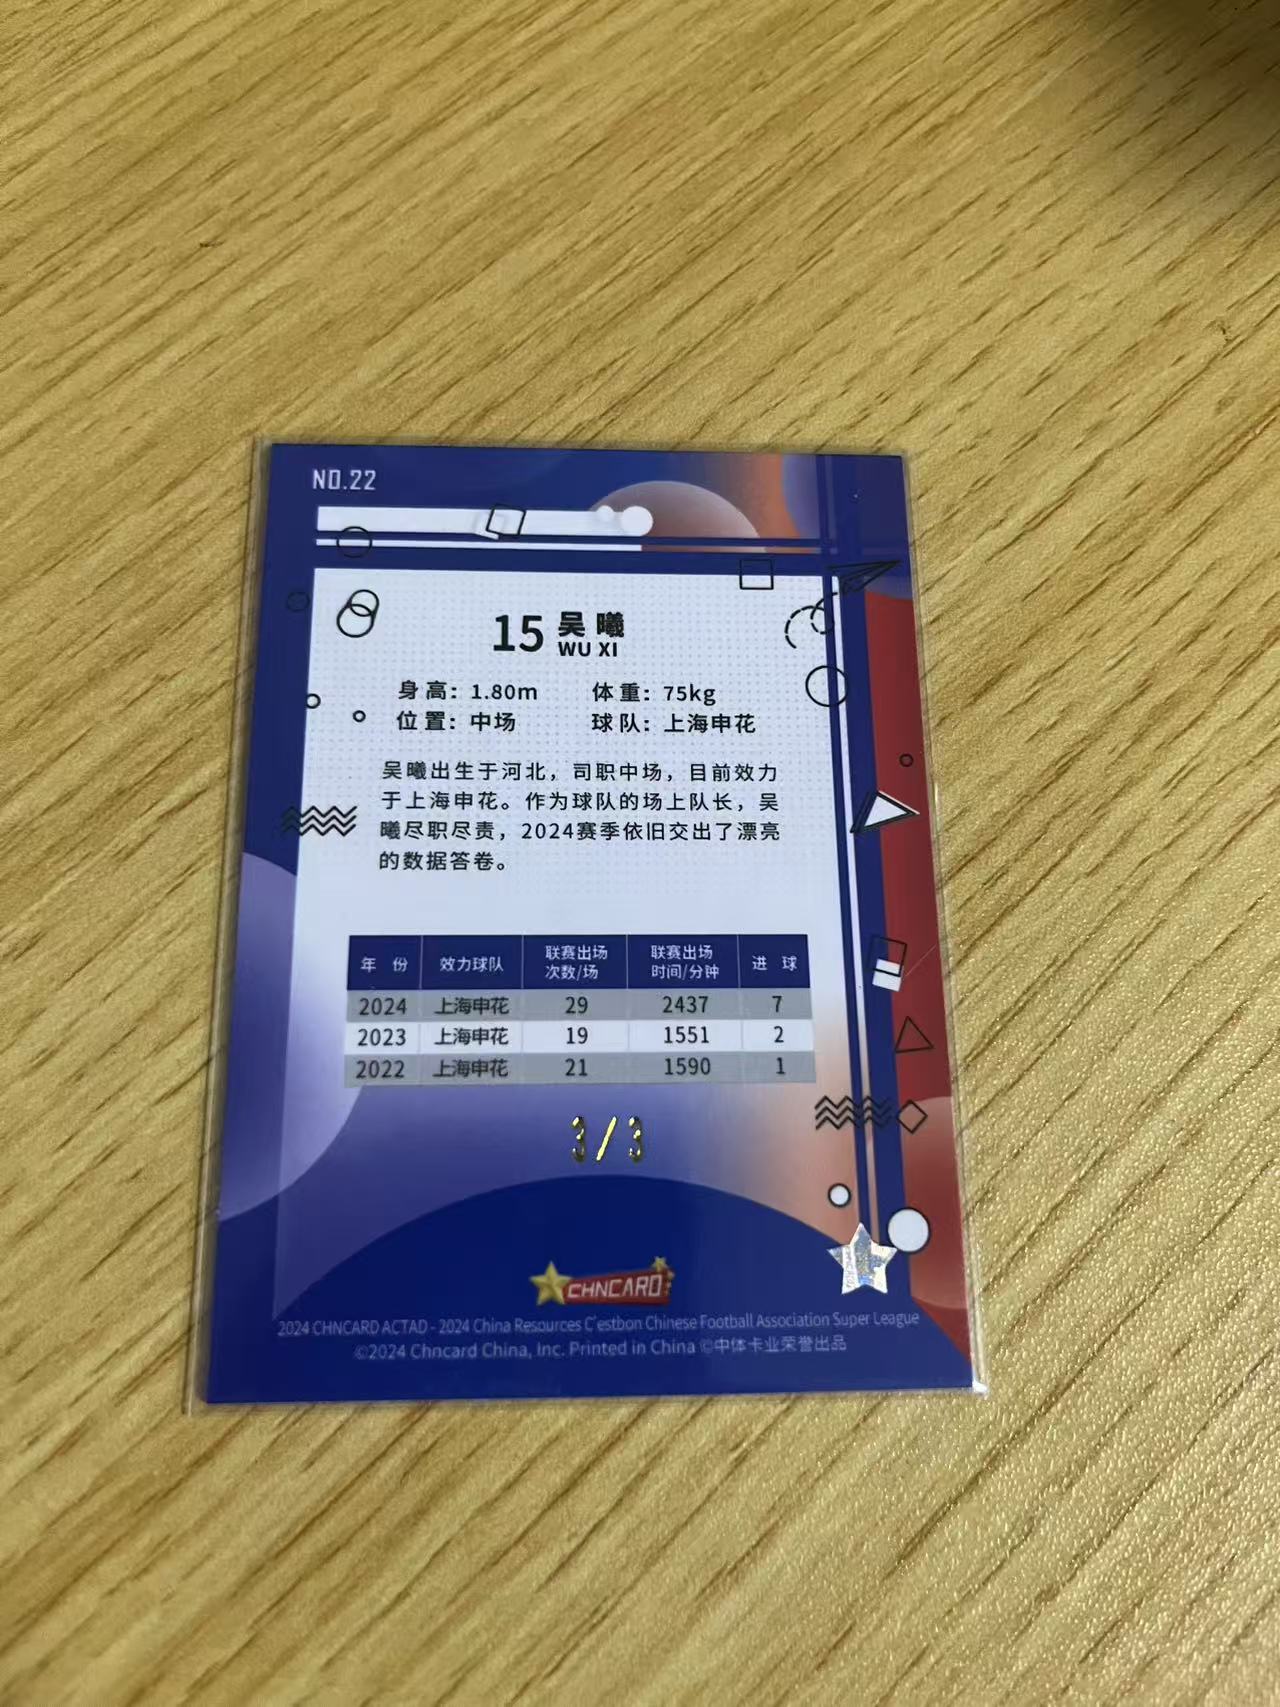 NO.22
15 吴 曦
WU XI
身高: 1.80m 体重: 75kg
位置: 中场 球队: 上海申花
吴曦出生于河北，司职中场，目前效力
于上海申花。作为球队的场上队长，吴
曦尽职尽责，2024赛季依旧交出了漂亮
的数据答卷。
年 份 效力球队 联赛出场次数/场 联赛出场时间/分钟 进 球
2024 上海申花 29 2437 7
2023 上海申花 19 1551 2
2022 上海申花 21 1590 1
3/3
CHNCARD
2024 CHNCARD ACTAD - 2024 China Resources C'estbon Chinese Football Association Super League
©2024 Chncard China, Inc. Printed in China ©中体卡业荣誉出品